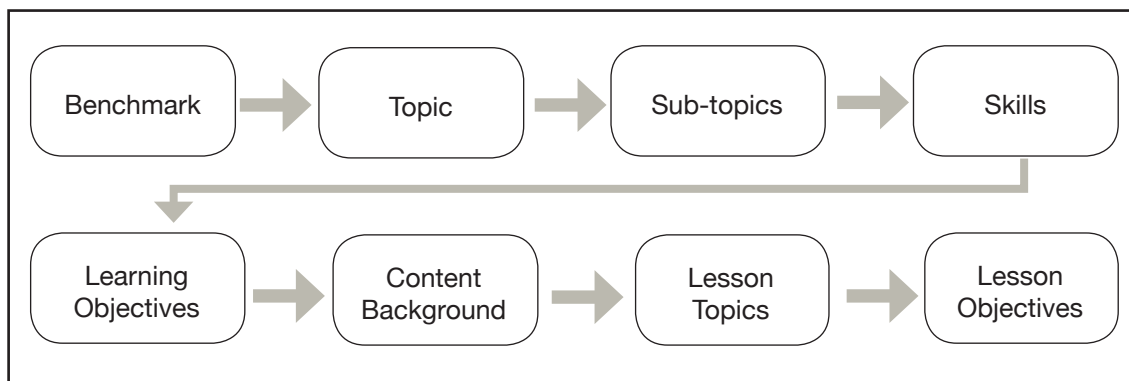 Benchmark
Topic
Sub-topics
Skills
Learning
Objectives
Content
Background
Lesson
Topics
Lesson
Objectives